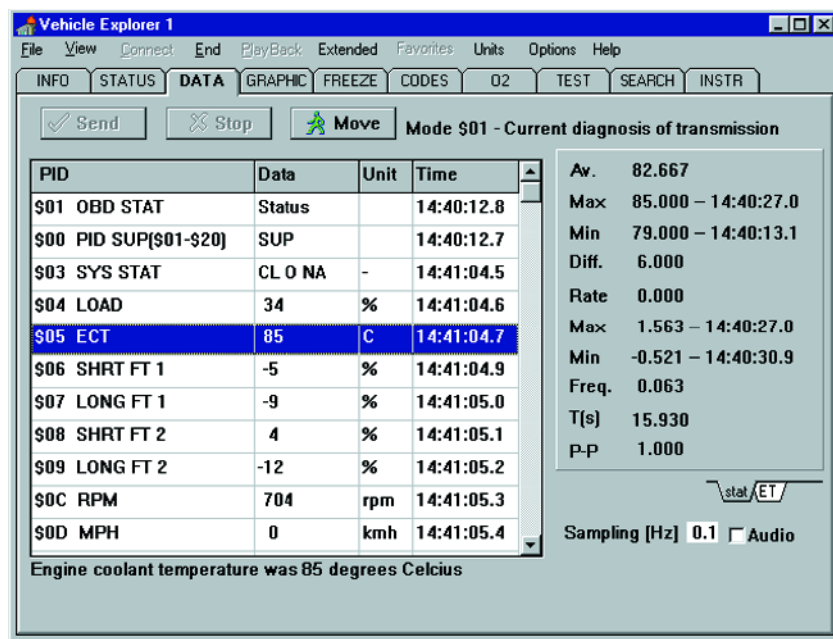 Vehicle Explorer 1
File View Connect End PlayBack Extended Favorites Units Options Help
INFO STATUS DATA GRAPHIC FREEZE CODES O2 TEST SEARCH INSTR
Send Stop Move Mode $01 - Current diagnosis of transmission
PID Data Unit Time
$01 OBD STAT Status 14:40:12.8
$00 PID SUP($01-$20) SUP 14:40:12.7
$03 SYS STAT CL O NA - 14:41:04.5
$04 LOAD 34 % 14:41:04.6
$05 ECT 85 C 14:41:04.7
$06 SHRT FT 1 -5 % 14:41:04.9
$07 LONG FT 1 -9 % 14:41:05.0
$08 SHRT FT 2 4 % 14:41:05.1
$09 LONG FT 2 -12 % 14:41:05.2
$0C RPM 704 rpm 14:41:05.3
$0D MPH 0 kmh 14:41:05.4
Av. 82.667
Max 85.000 – 14:40:27.0
Min 79.000 – 14:40:13.1
Diff. 6.000
Rate 0.000
Max 1.563 – 14:40:27.0
Min -0.521 – 14:40:30.9
Freq. 0.063
T(s) 15.930
P-P 1.000
stat ET
Sampling [Hz] 0.1 Audio
Engine coolant temperature was 85 degrees Celcius